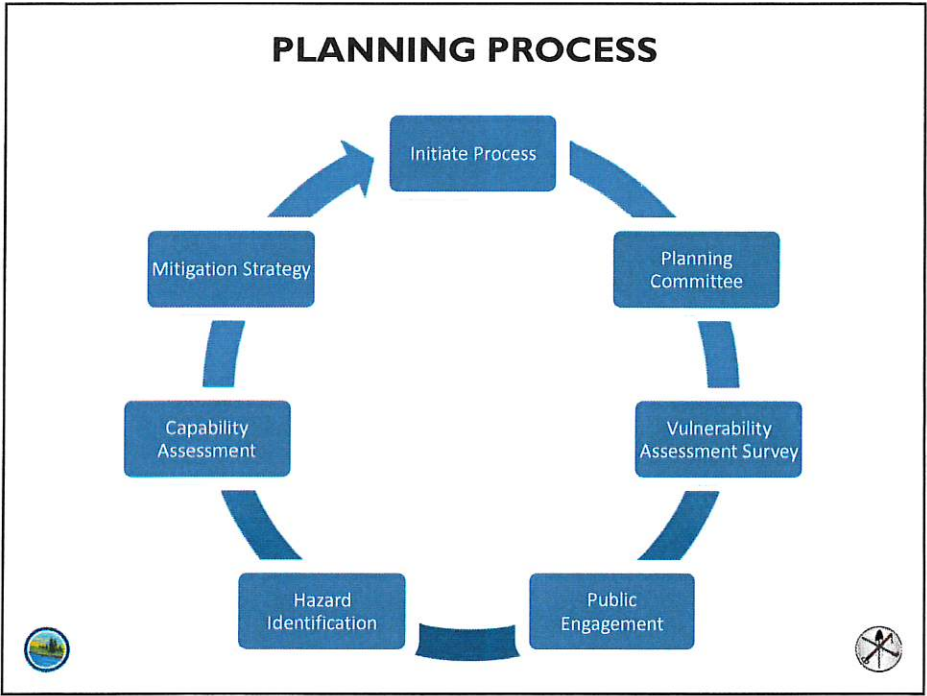 PLANNING PROCESS
Initiate Process
Planning
Committee
Vulnerability
Assessment Survey
Public
Engagement
Hazard
Identification
Capability
Assessment
Mitigation Strategy